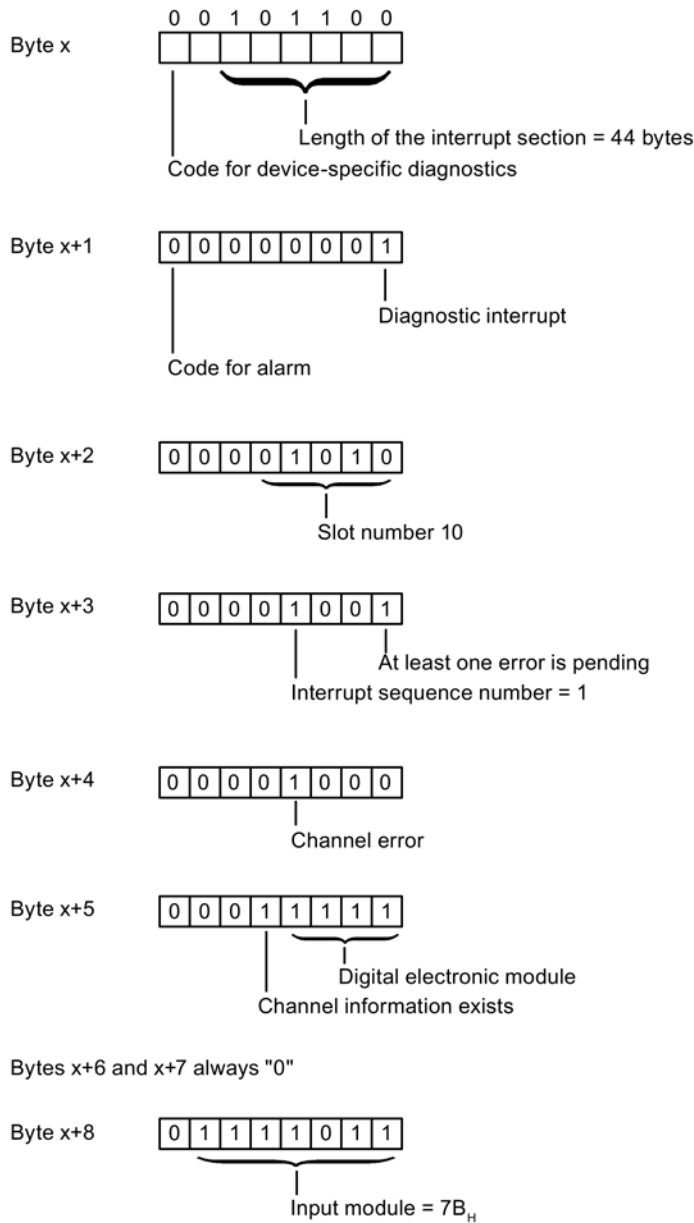 0 0 1 0 1 1 0 0
Byte x
Length of the interrupt section = 44 bytes
Code for device-specific diagnostics
Byte x+1 0 0 0 0 0 0 0 1
Diagnostic interrupt
Code for alarm
Byte x+2 0 0 0 0 1 0 1 0
Slot number 10
Byte x+3 0 0 0 0 1 0 0 1
At least one error is pending
Interrupt sequence number = 1
Byte x+4 0 0 0 0 1 0 0 0
Channel error
Byte x+5 0 0 0 1 1 1 1 1
Digital electronic module
Channel information exists
Bytes x+6 and x+7 always "0"
Byte x+8 0 1 1 1 1 0 1 1
Input module = 7BH